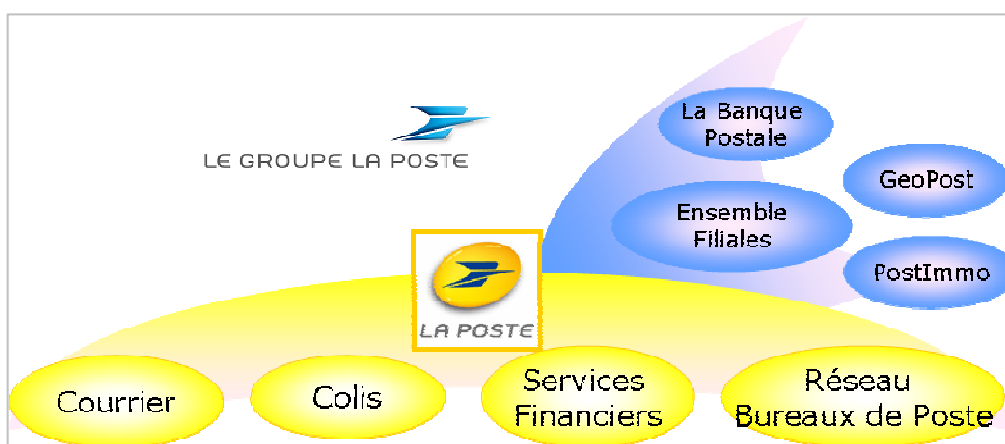 La Banque
Postale
LE GROUPE LA POSTE
GeoPost
Ensemble
Filiales
PostImmo
LA POSTE
Courrier
Colis
Services
Financiers
Réseau
Bureaux de Poste